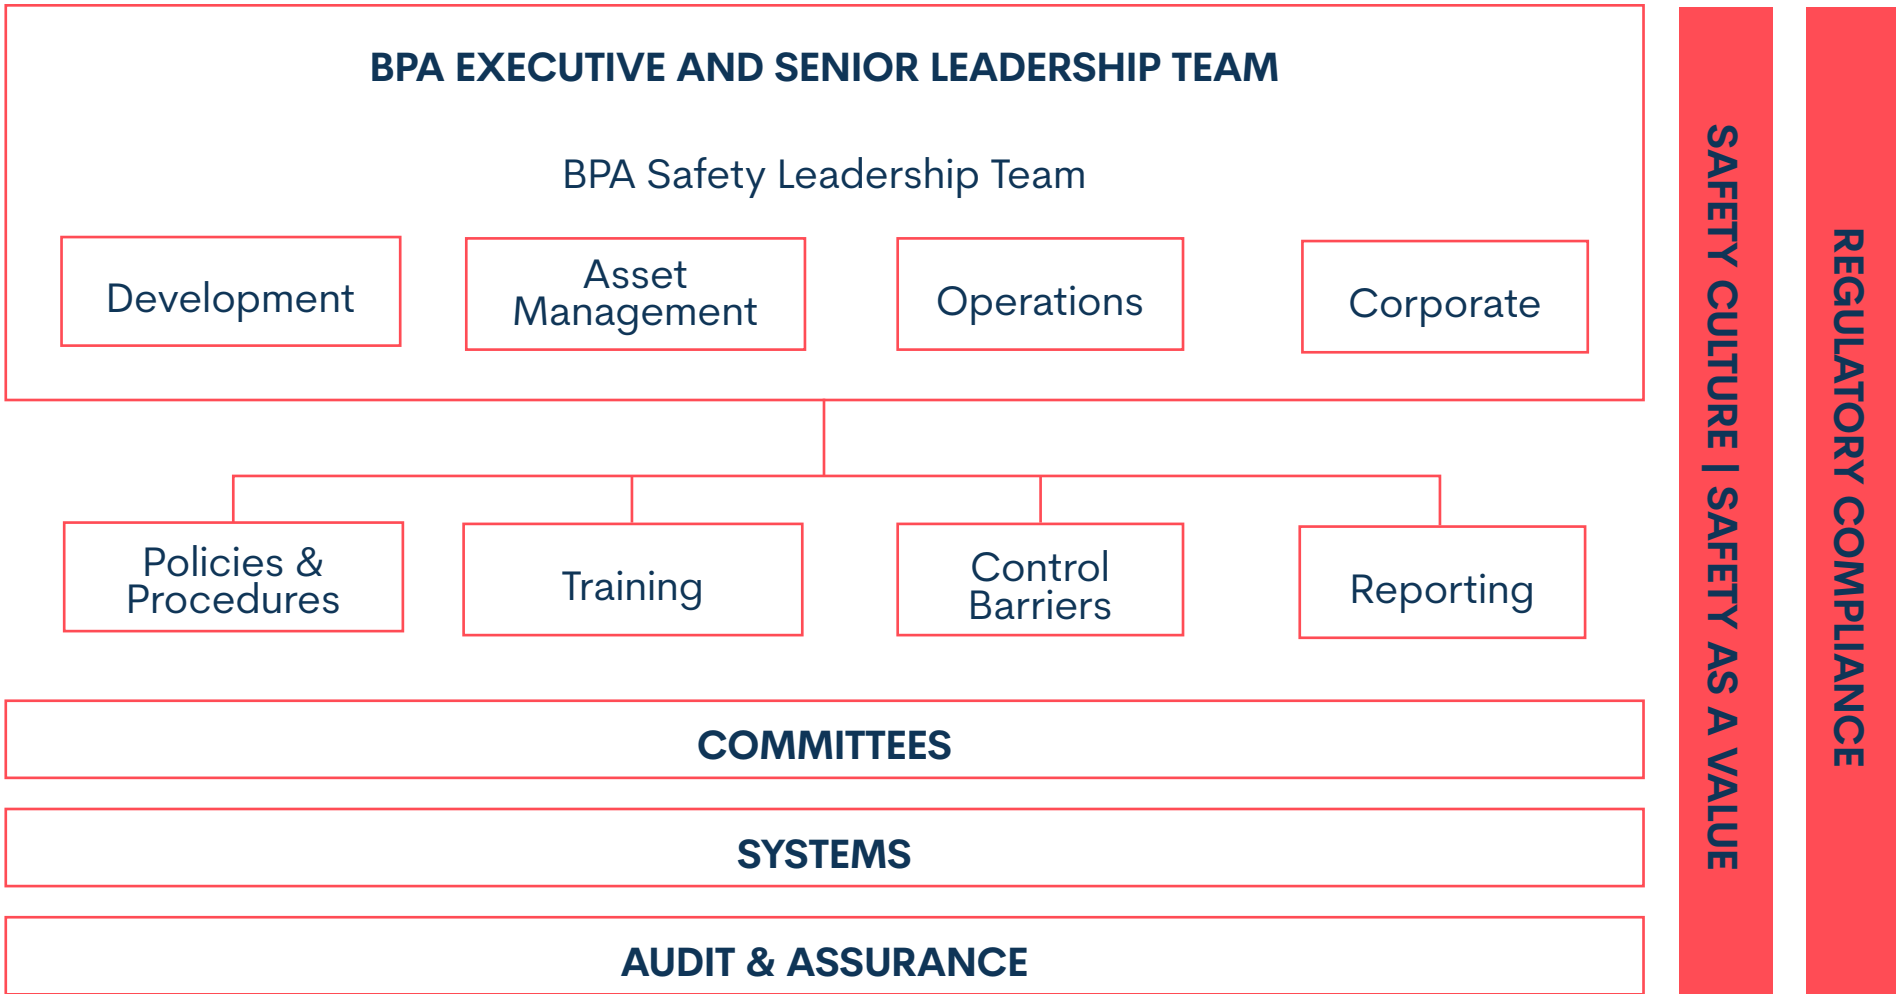 BPA EXECUTIVE AND SENIOR LEADERSHIP TEAM
BPA Safety Leadership Team
Development
Asset
Management
Operations
Corporate
Policies &
Procedures
Training
Control
Barriers
Reporting
COMMITTEES
SYSTEMS
AUDIT & ASSURANCE
SAFETY CULTURE | SAFETY AS A VALUE
REGULATORY COMPLIANCE